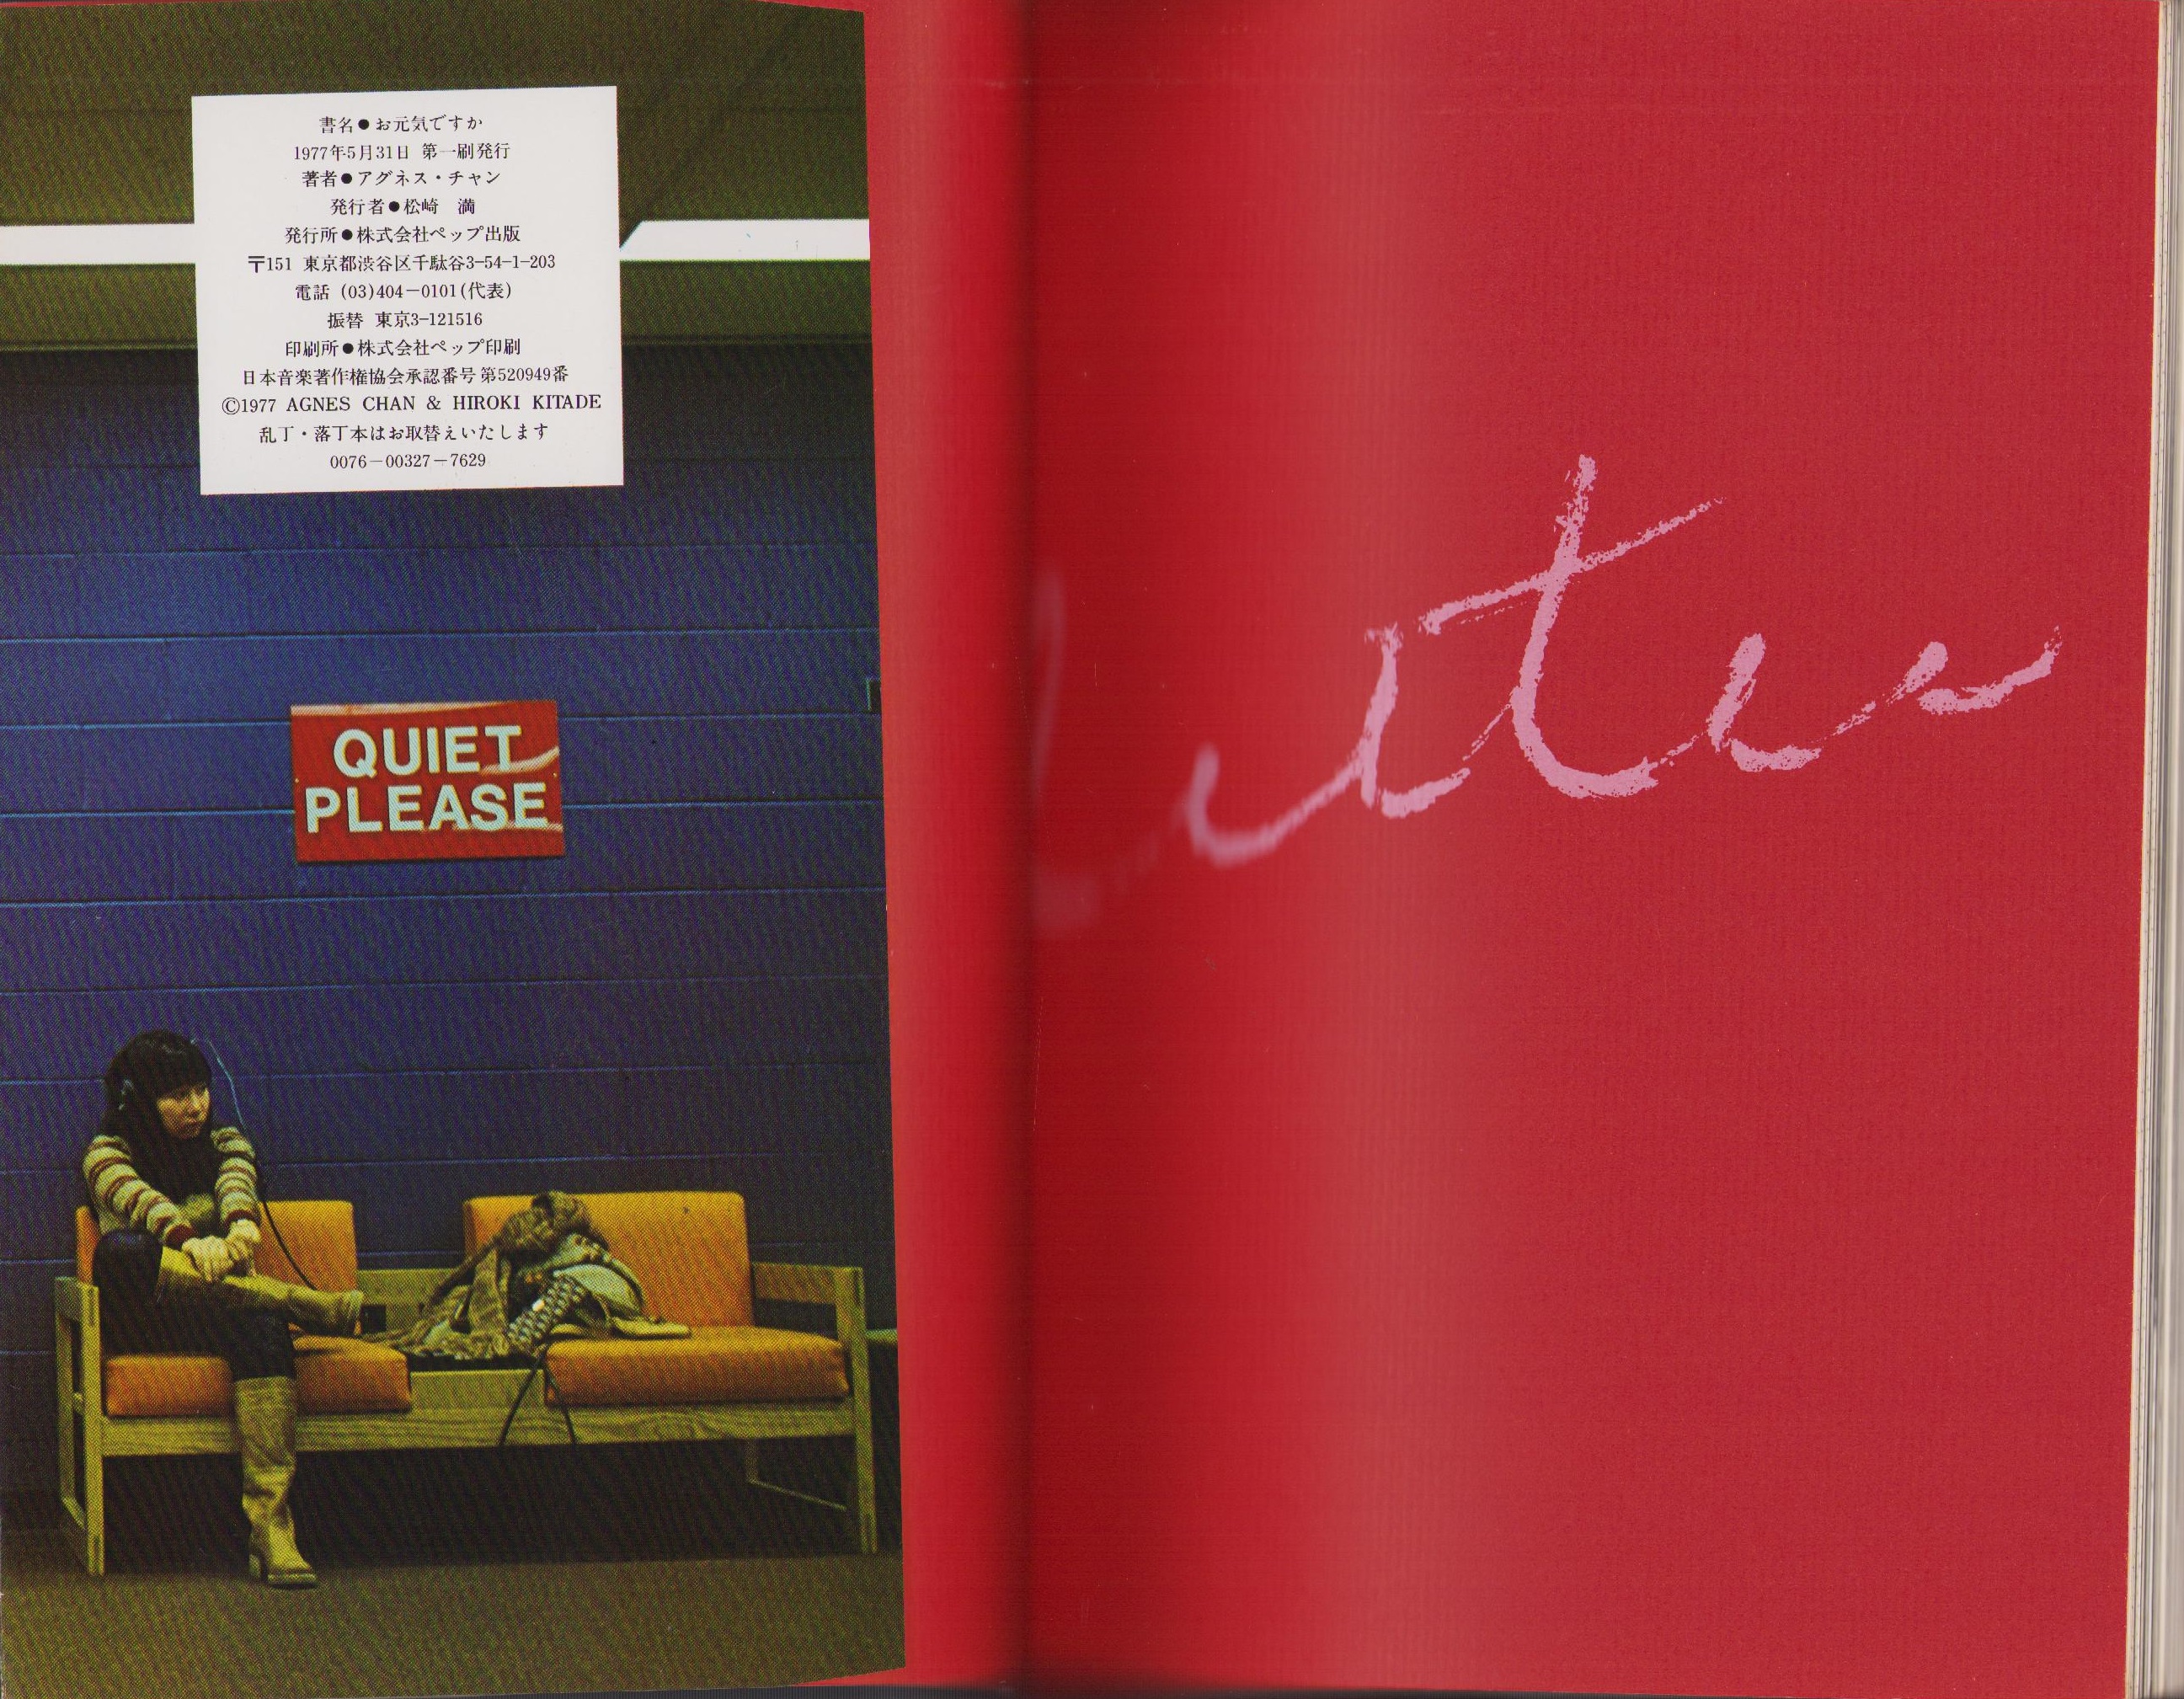 書名●お元気ですか
1977年5月31日 第一刷発行
著者●アグネス・チャン
発行者●松崎　満
発行所●株式会社ペップ出版
〒151 東京都渋谷区千駄谷3-54-1-203
電話 (03)404－0101(代表)
振替 東京3-121516
印刷所●株式会社ペップ印刷
日本音楽著作権協会承認番号第520949番
©1977 AGNES CHAN & HIROKI KITADE
乱丁・落丁本はお取替えいたします
0076－00327－7629
QUIET
PLEASE
Letter